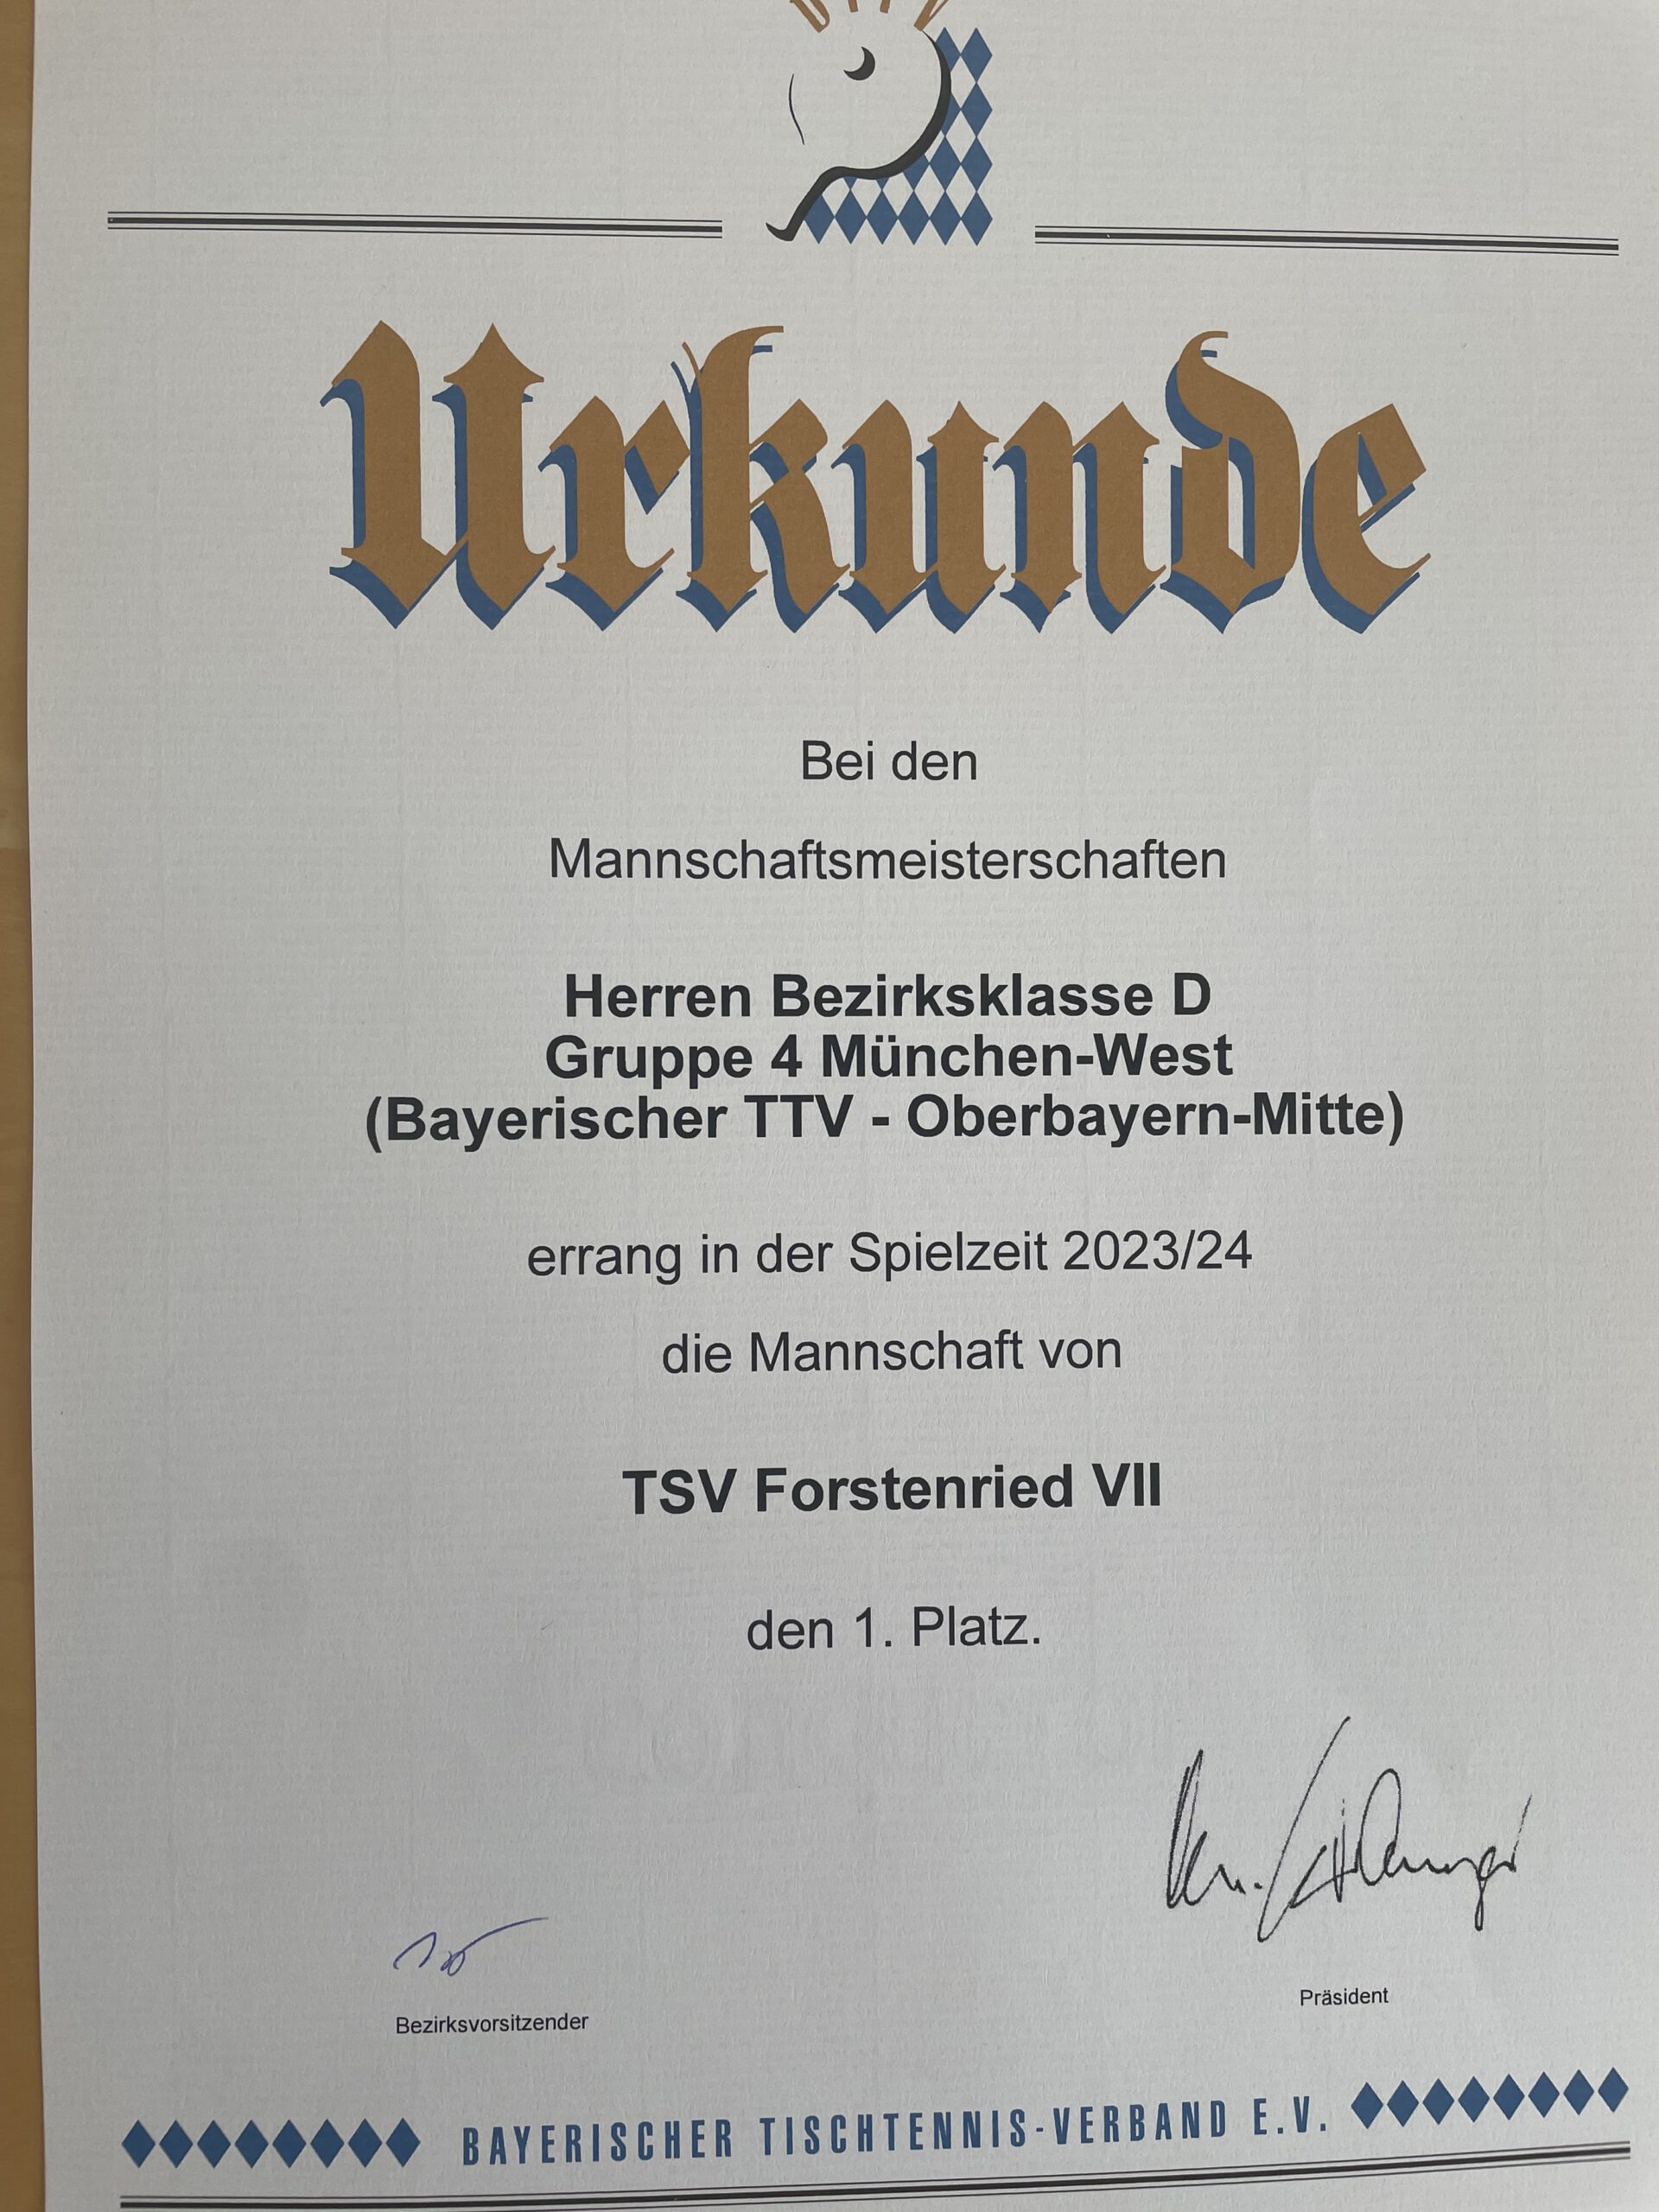 Urkunde
Bei den
Mannschaftsmeisterschaften
Herren Bezirksklasse D
Gruppe 4 München-West
(Bayerischer TTV - Oberbayern-Mitte)
errang in der Spielzeit 2023/24
die Mannschaft von
TSV Forstenried VII
den 1. Platz.
Präsident
Bezirksvorsitzender
BAYERISCHER TISCHTENNIS-VERBAND E.V.